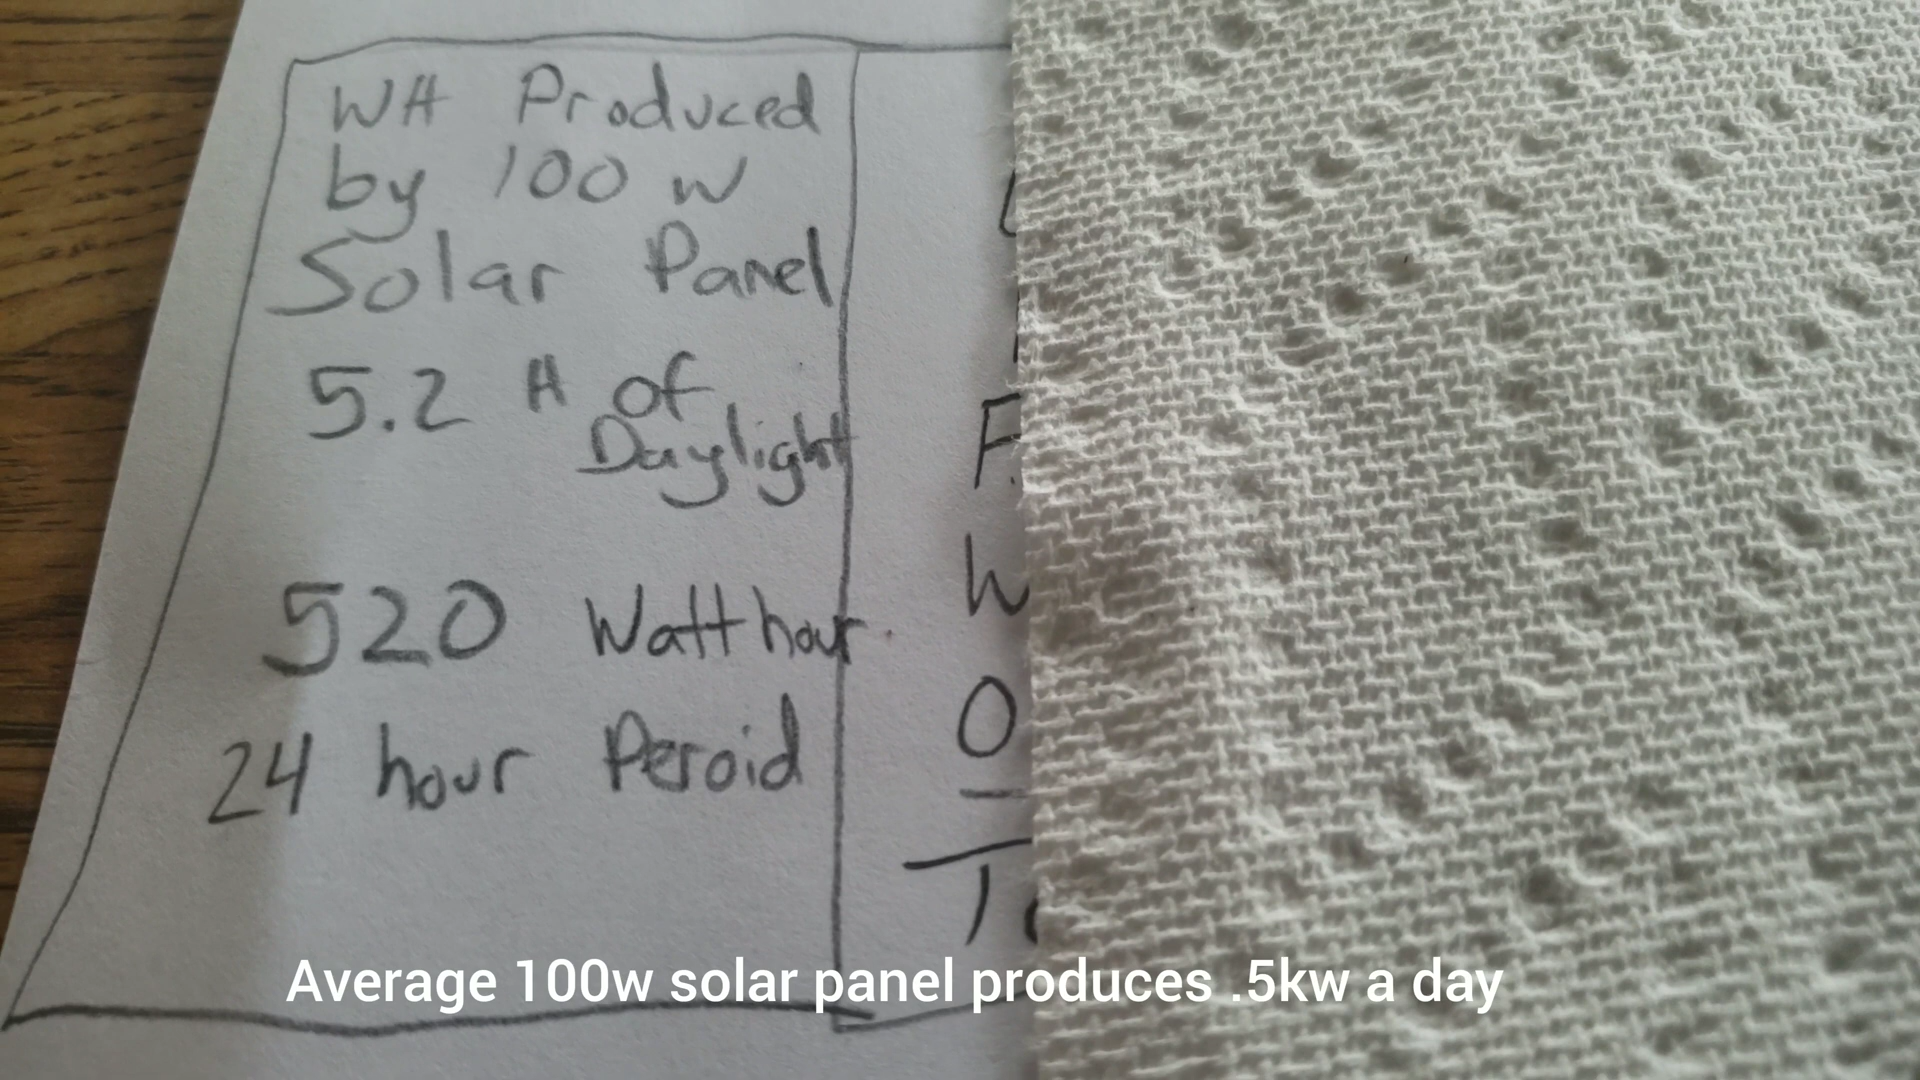 WH Produced
by 100 W
Solar Panel
5.2 H of
Daylight
520 Watt hour
24 hour Peroid
F
W
O
T
Average 100w solar panel produces .5kw a day